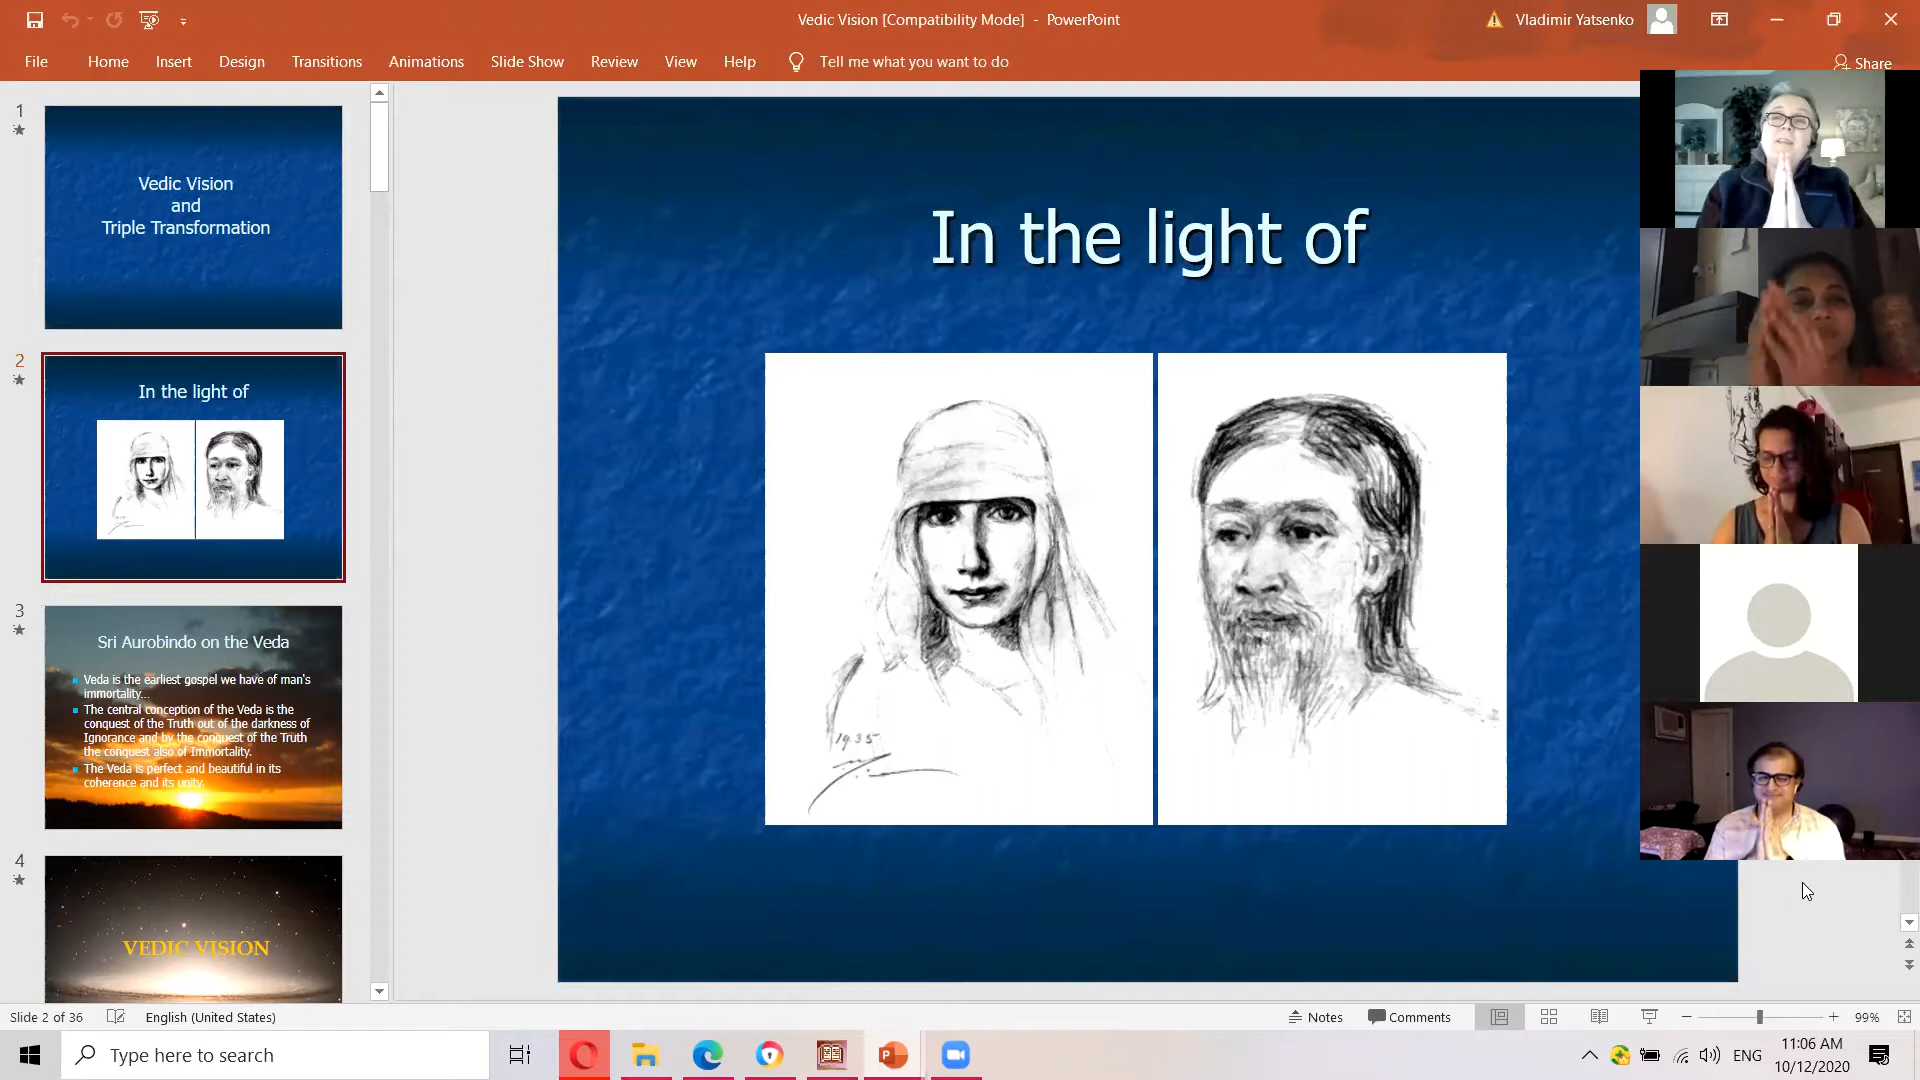 Vedic Vision [Compatibility Mode] - PowerPoint
Vladimir Yatsenko
File Home Insert Design Transitions Animations Slide Show Review View Help Tell me what you want to do
Share
1
Vedic Vision
and
Triple Transformation
2
In the light of
3
Sri Aurobindo on the Veda
Veda is the earliest gospel we have of man's
immortality...
The central conception of the Veda is the
conquest of the Truth out of the darkness of
Ignorance and by the conquest of the Truth
the conquest also of Immortality.
The Veda is perfect and beautiful in its
coherence and its unity.
4
VEDIC VISION
In the light of
1935
Slide 2 of 36 English (United States) Notes Comments 99%
Type here to search
ENG
11:06 AM
10/12/2020